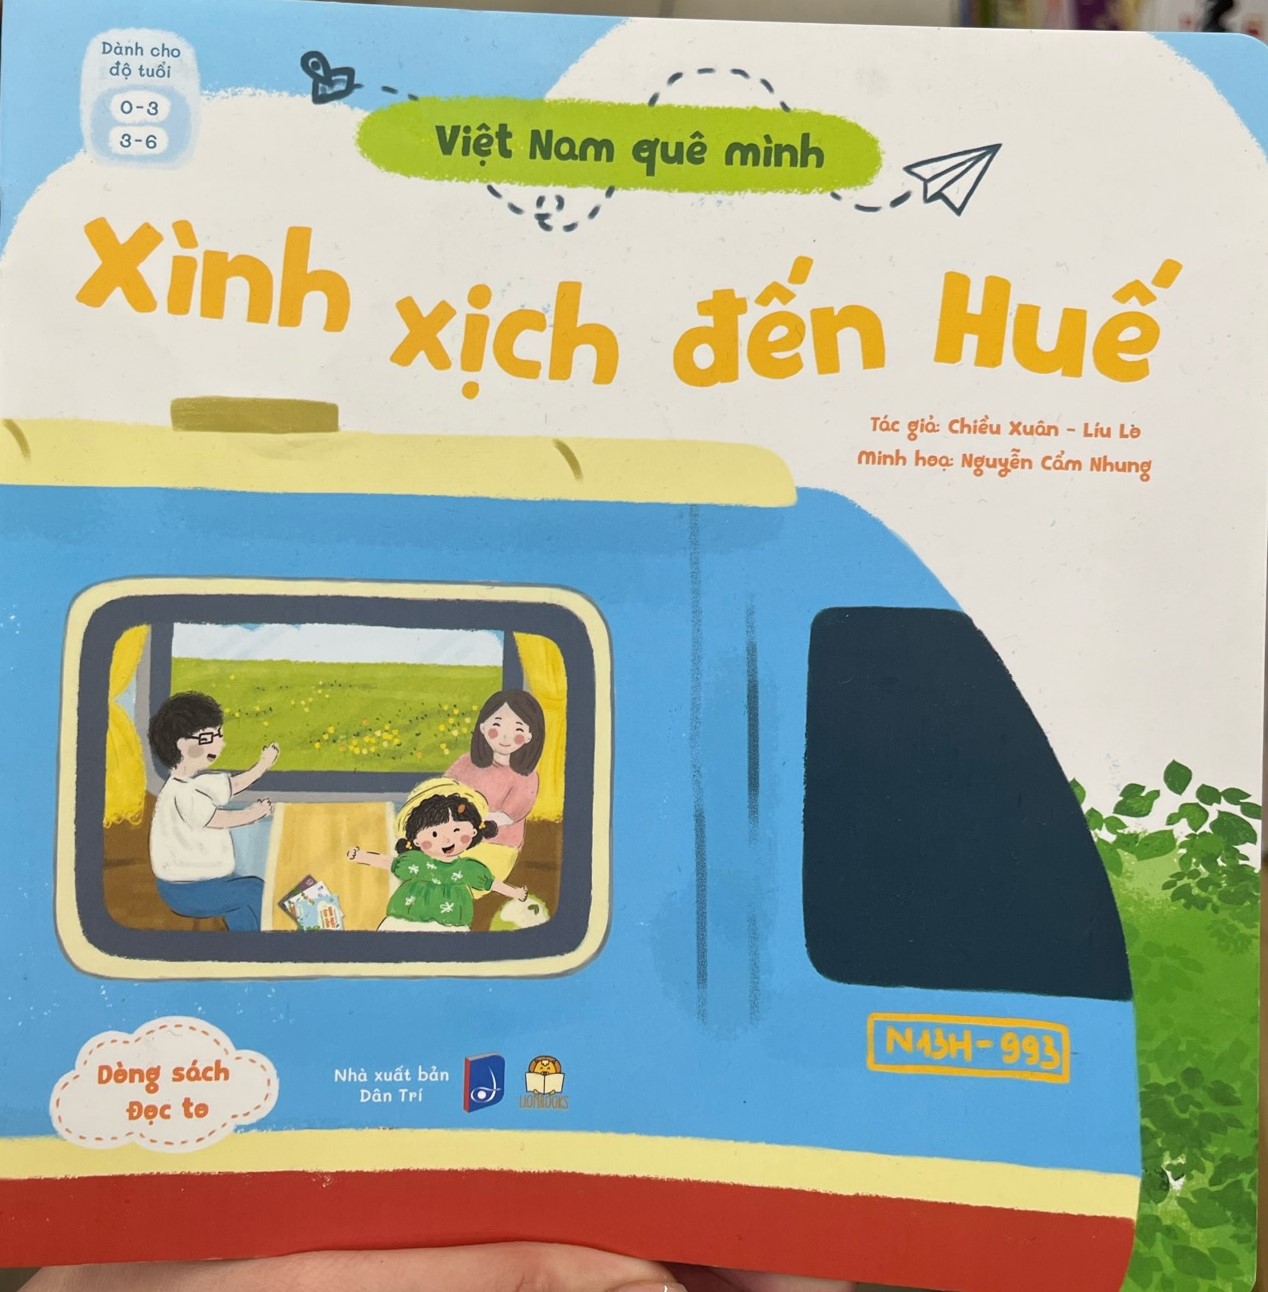 Dành cho
độ tuổi
0-3
3-6
Việt Nam quê mình
Xình xịch đến Huế
Tác giả: Chiều Xuân - Líu Lo
Minh hoạ: Nguyễn Cẩm Nhung
N13H-993
Dòng sách
Đọc to
Nhà xuất bản
Dân Trí
LIONBOOKS